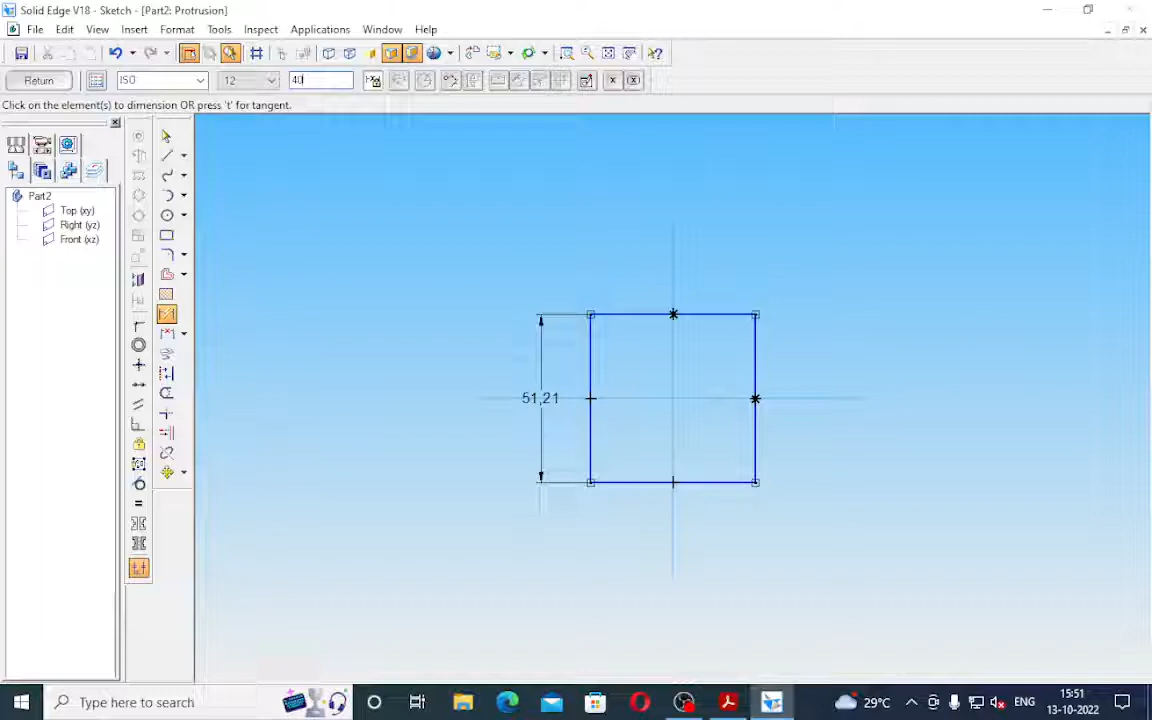 Solid Edge V18 - Sketch - [Part2: Protrusion]
File Edit View Insert Format Tools Inspect Applications Window Help
Return ISO 12 40
Click on the element(s) to dimension OR press 't' for tangent.
Part2
Top (xy)
Right (yz)
Front (xz)
51,21
Type here to search
29°C ENG 15:51
13-10-2022